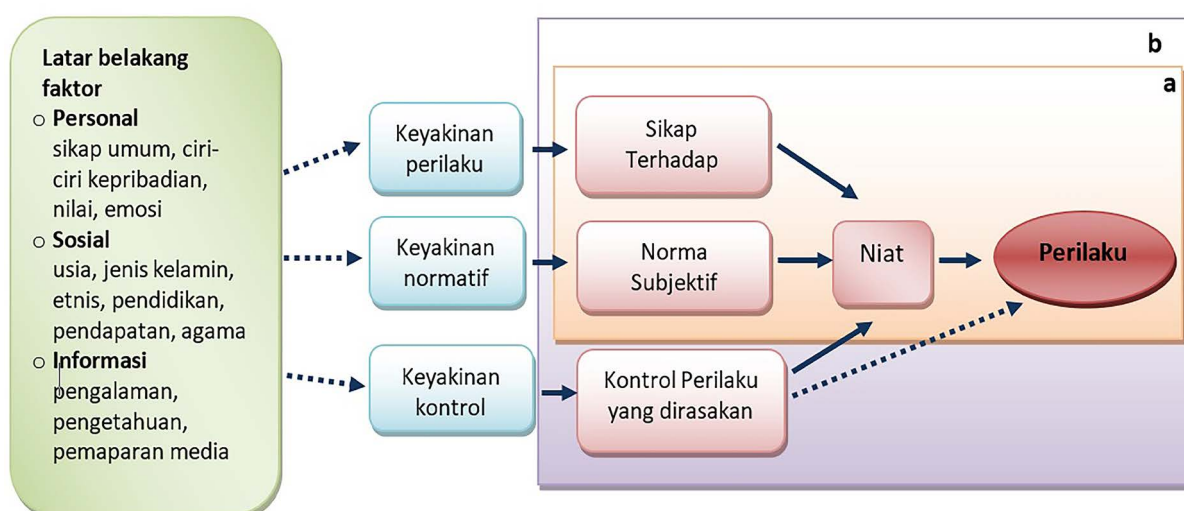 Latar belakang
faktor
Personal
sikap umum, ciri-
ciri kepribadian,
nilai, emosi
Sosial
usia, jenis kelamin,
etnis, pendidikan,
pendapatan, agama
Informasi
pengalaman,
pengetahuan,
pemaparan media
Keyakinan
perilaku
Keyakinan
normatif
Keyakinan
kontrol
b
a
Sikap
Terhadap
Norma
Subjektif
Kontrol Perilaku
yang dirasakan
Niat
Perilaku